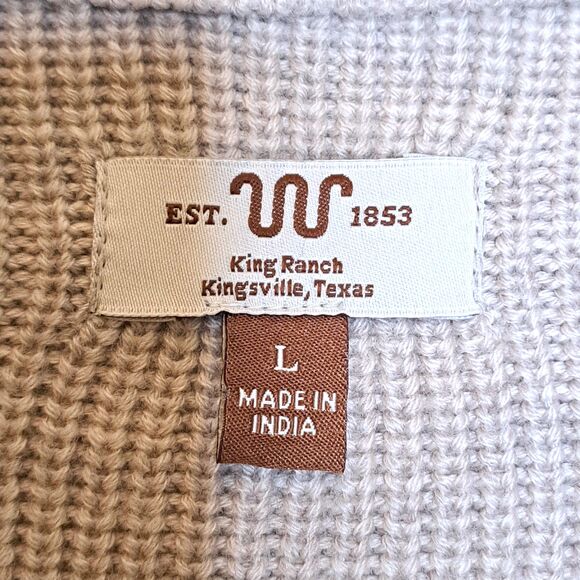 EST. 1853
King Ranch
Kingsville, Texas
L
MADE IN
INDIA